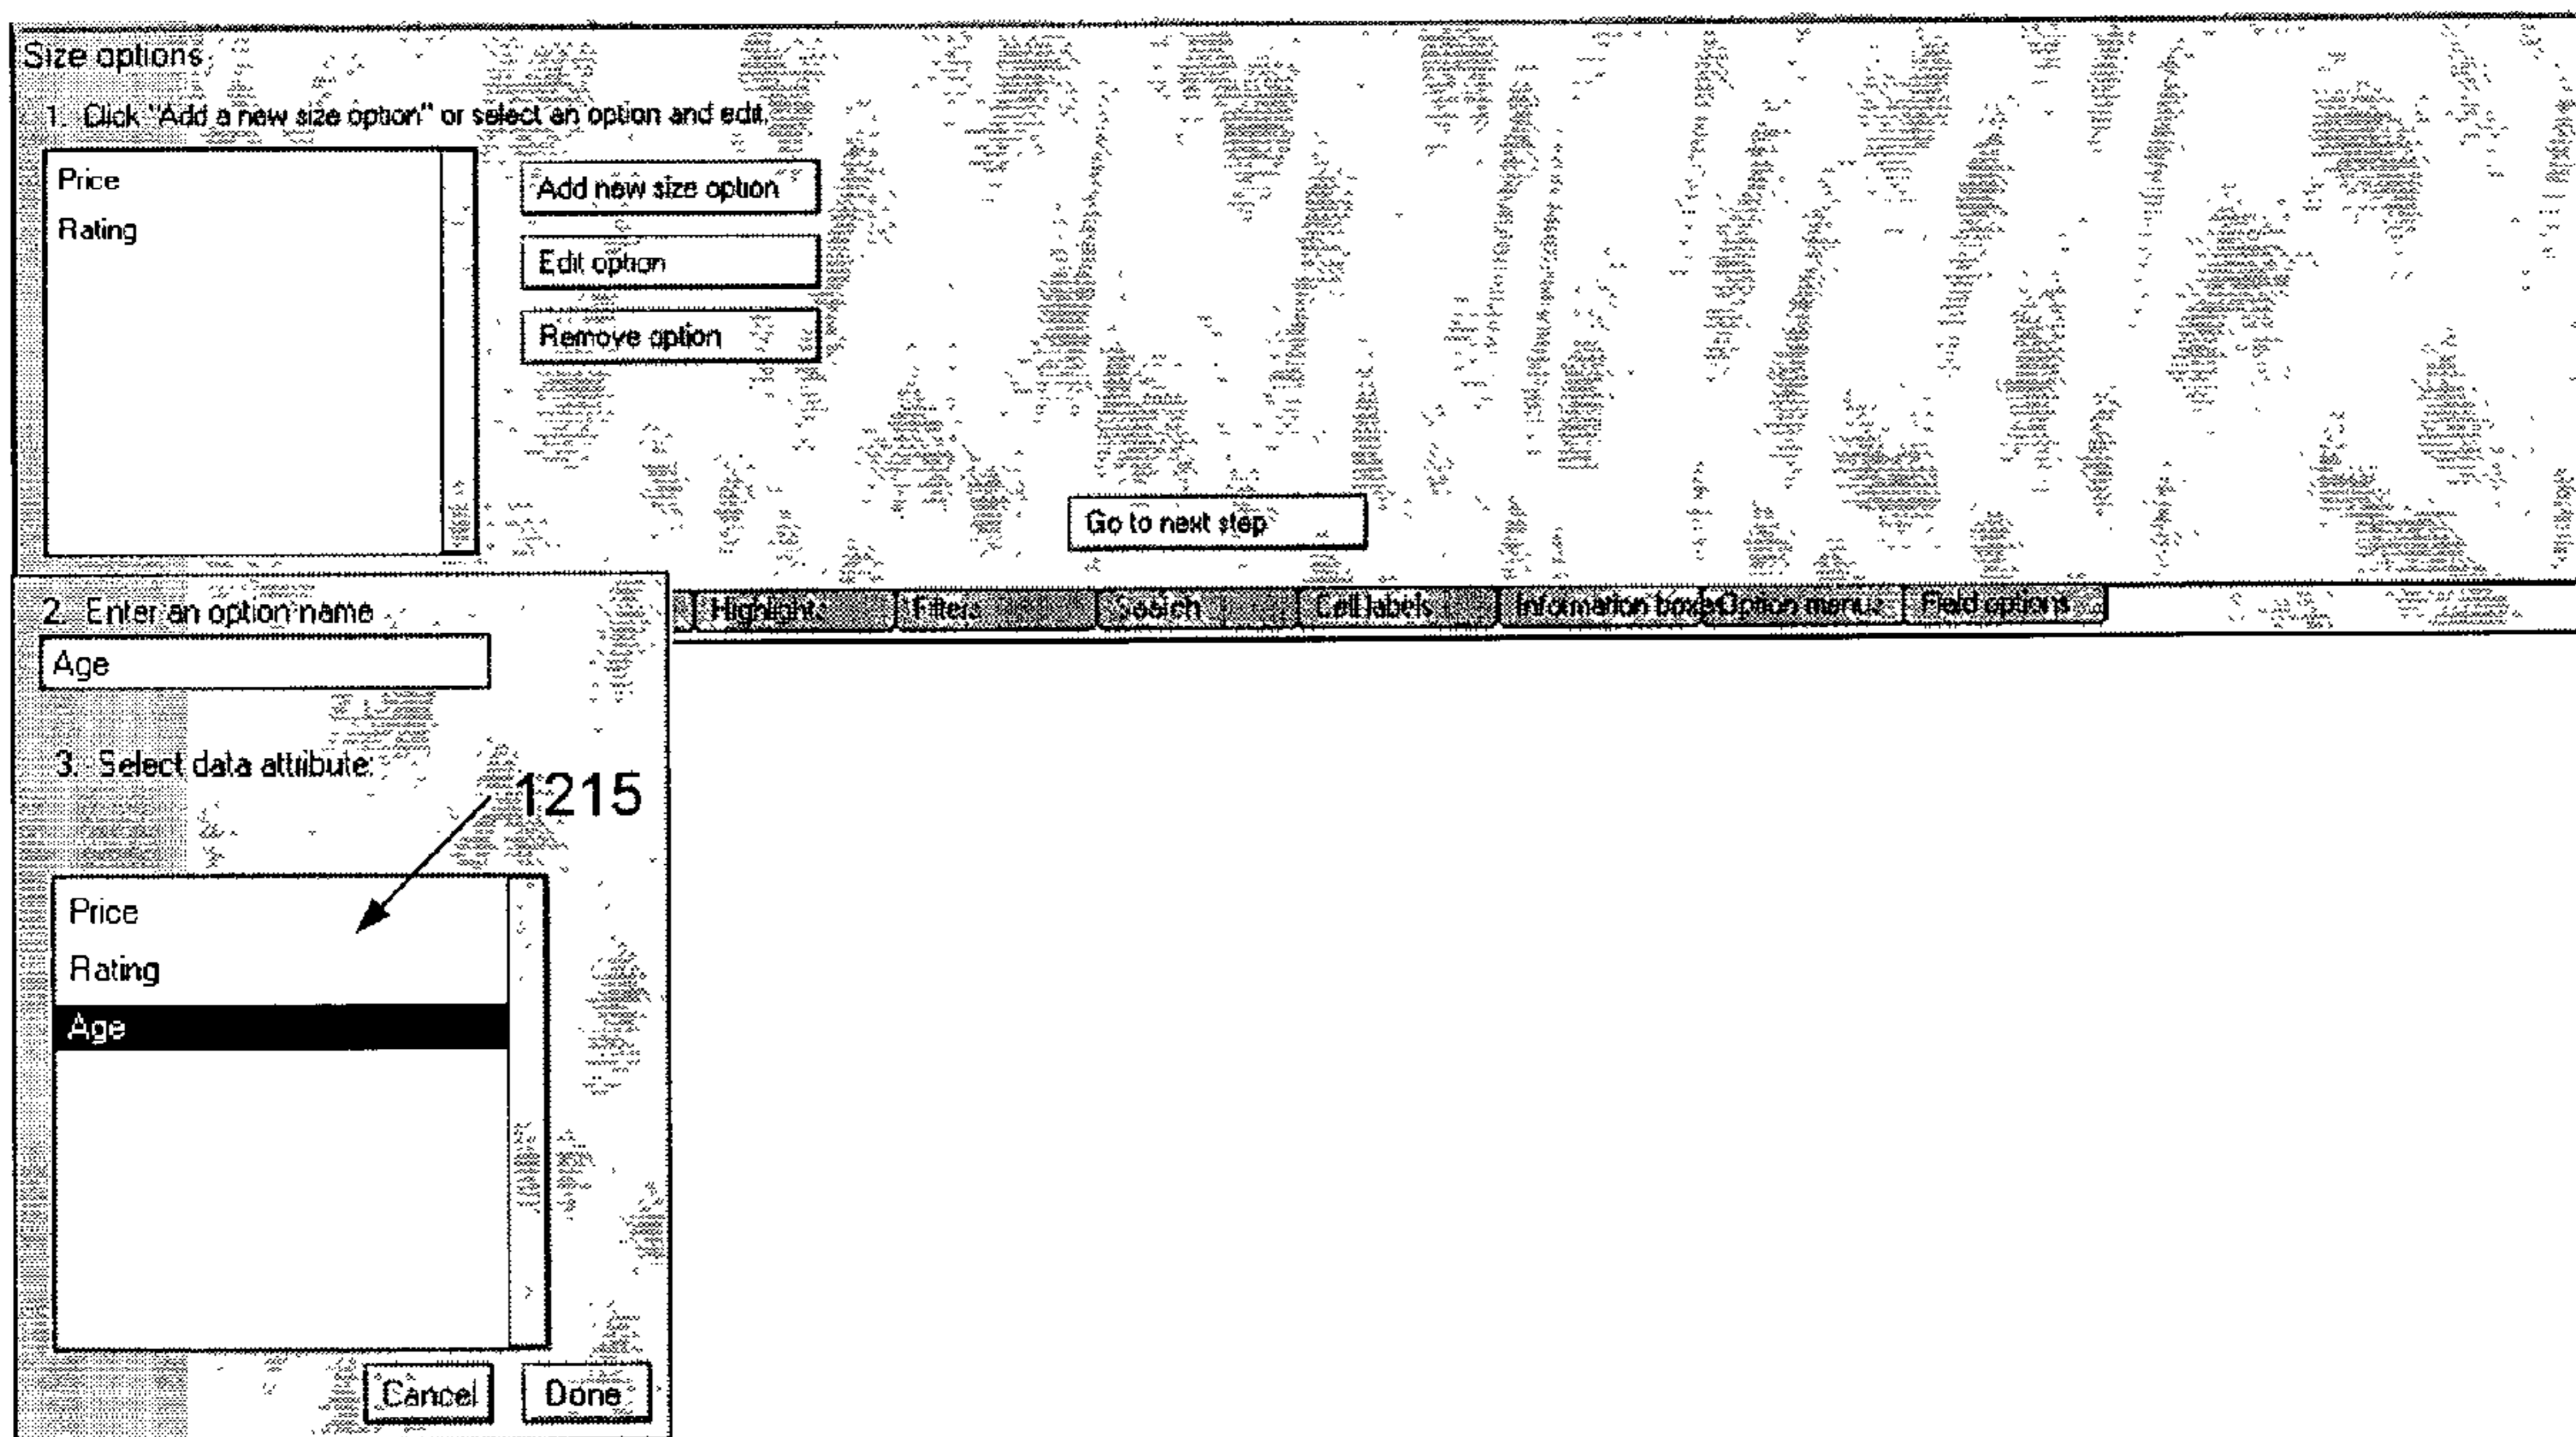 Size options
1. Click "Add a new size option" or select an option and edit.
Price
Rating
Add new size option
Edit option
Remove option
Go to next step
Highlights Filters Search Cell labels Information boxes Option menus Field options
2. Enter an option name
Age
3. Select data attribute:
1215
Price
Rating
Age
Cancel Done